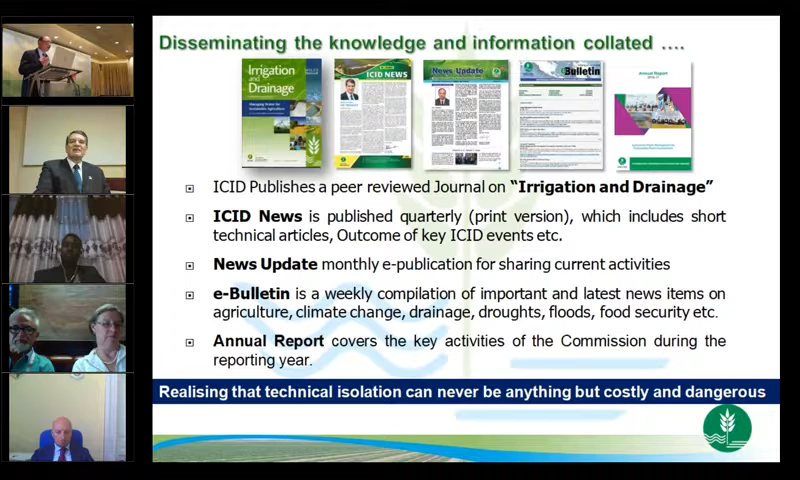 Disseminating the knowledge and information collated ....
Irrigation
and
Drainage
ICID NEWS
News Update
eBulletin
Annual Report
ICID Publishes a peer reviewed Journal on “Irrigation and Drainage”
ICID News is published quarterly (print version), which includes short
technical articles, Outcome of key ICID events etc.
News Update monthly e-publication for sharing current activities
e-Bulletin is a weekly compilation of important and latest news items on
agriculture, climate change, drainage, droughts, floods, food security etc.
Annual Report covers the key activities of the Commission during the
reporting year.
Realising that technical isolation can never be anything but costly and dangerous